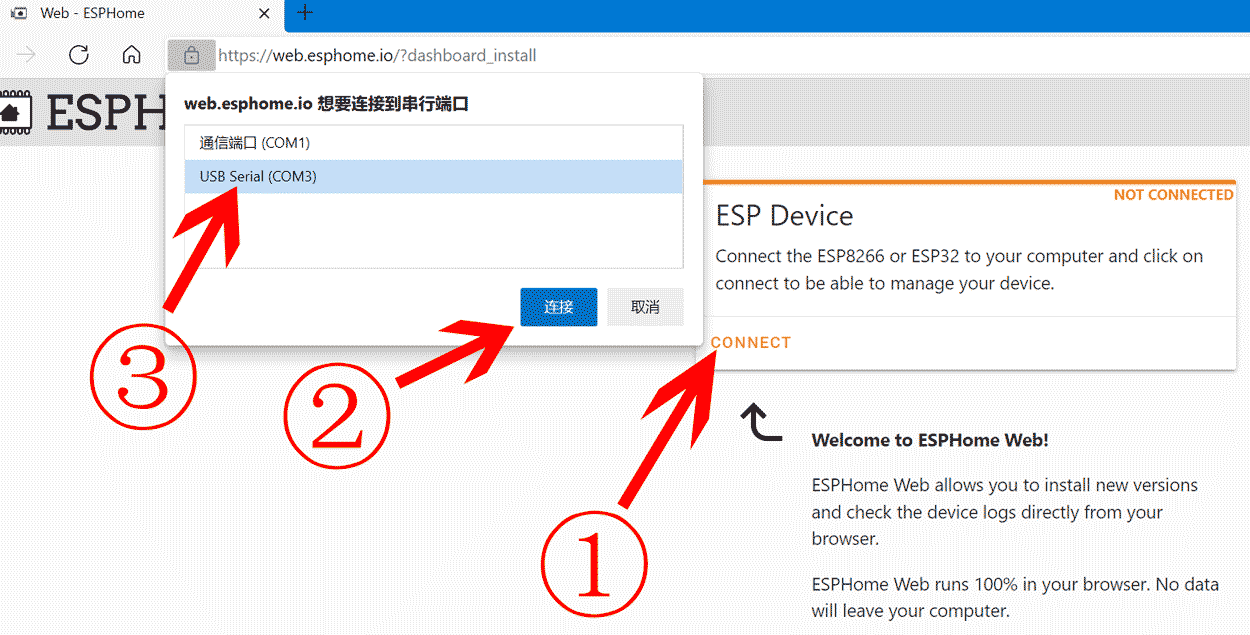 Web - ESPHome
https://web.esphome.io/?dashboard_install
ESPH
web.esphome.io 想要连接到串行端口
通信端口 (COM1)
USB Serial (COM3)
连接
取消
NOT CONNECTED
ESP Device
Connect the ESP8266 or ESP32 to your computer and click on
connect to be able to manage your device.
CONNECT
③
②
①
Welcome to ESPHome Web!
ESPHome Web allows you to install new versions
and check the device logs directly from your
browser.
ESPHome Web runs 100% in your browser. No data
will leave your computer.